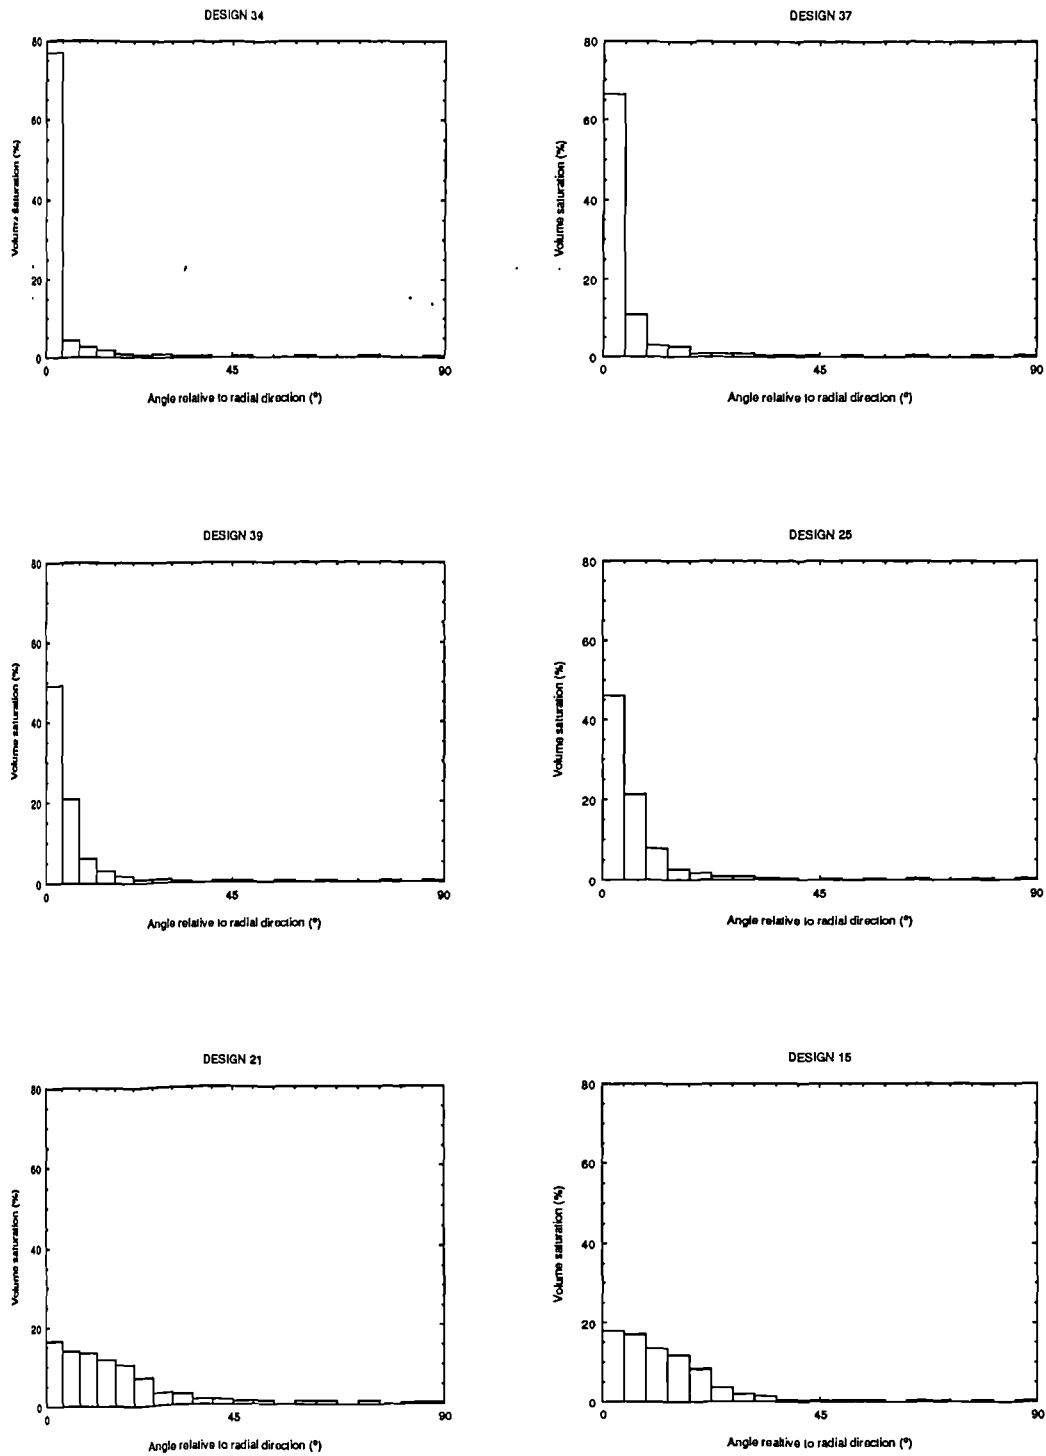 DESIGN 34
80
60
40
20
0
Volume saturation (%)
0 45 90
Angle relative to radial direction (°)
DESIGN 37
80
60
40
20
0
Volume saturation (%)
0 45 90
Angle relative to radial direction (°)
DESIGN 39
80
60
40
20
0
Volume saturation (%)
0 45 90
Angle relative to radial direction (°)
DESIGN 25
80
60
40
20
0
Volume saturation (%)
0 45 90
Angle relative to radial direction (°)
DESIGN 21
80
60
40
20
0
Volume saturation (%)
0 45 90
Angle relative to radial direction (°)
DESIGN 15
80
60
40
20
0
Volume saturation (%)
0 45 90
Angle realtive to radial direction (°)